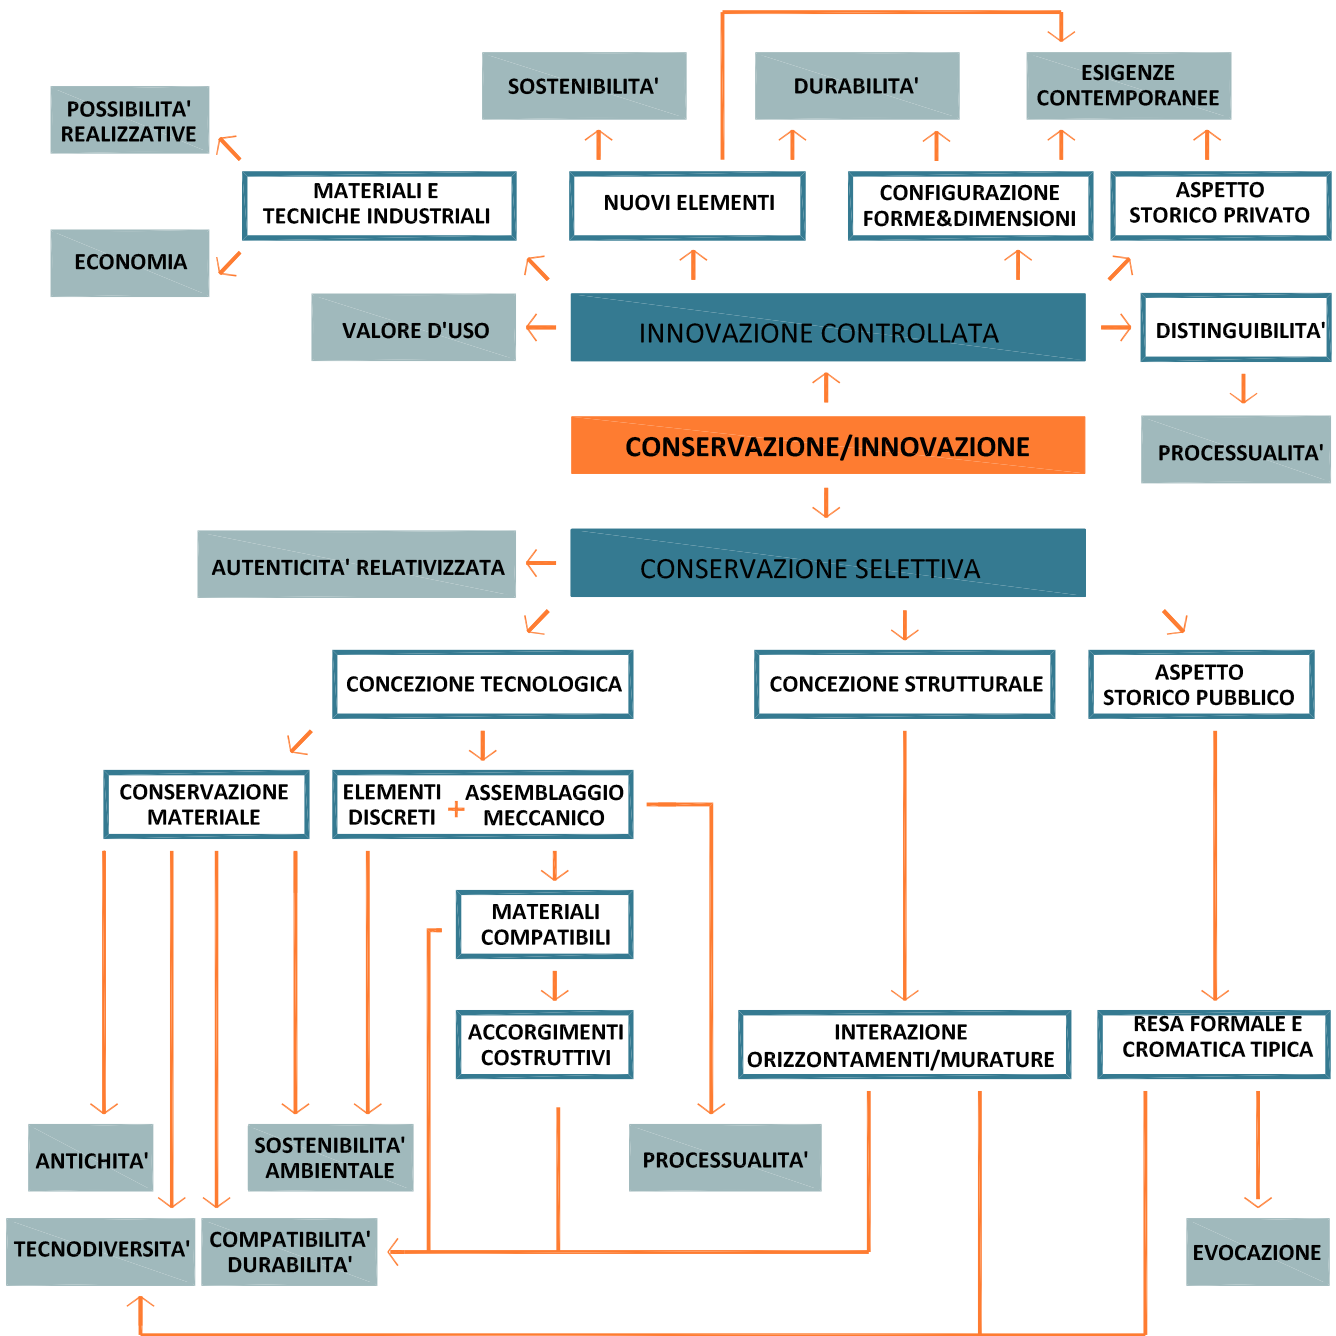 SOSTENIBILITA'
DURABILITA'
ESIGENZE
CONTEMPORANEE
POSSIBILITA'
REALIZZATIVE
MATERIALI E
TECNICHE INDUSTRIALI
NUOVI ELEMENTI
CONFIGURAZIONE
FORME&DIMENSIONI
ASPETTO
STORICO PRIVATO
ECONOMIA
VALORE D'USO
INNOVAZIONE CONTROLLATA
DISTINGUIBILITA'
CONSERVAZIONE/INNOVAZIONE
PROCESSUALITA'
AUTENTICITA' RELATIVIZZATA
CONSERVAZIONE SELETTIVA
CONCEZIONE TECNOLOGICA
CONCEZIONE STRUTTURALE
ASPETTO
STORICO PUBBLICO
CONSERVAZIONE
MATERIALE
ELEMENTI
DISCRETI
+
ASSEMBLAGGIO
MECCANICO
MATERIALI
COMPATIBILI
ACCORGIMENTI
COSTRUTTIVI
INTERAZIONE
ORIZZONTAMENTI/MURATURE
RESA FORMALE E
CROMATICA TIPICA
ANTICHITA'
SOSTENIBILITA'
AMBIENTALE
PROCESSUALITA'
TECNODIVERSITA'
COMPATIBILITA'
DURABILITA'
EVOCAZIONE